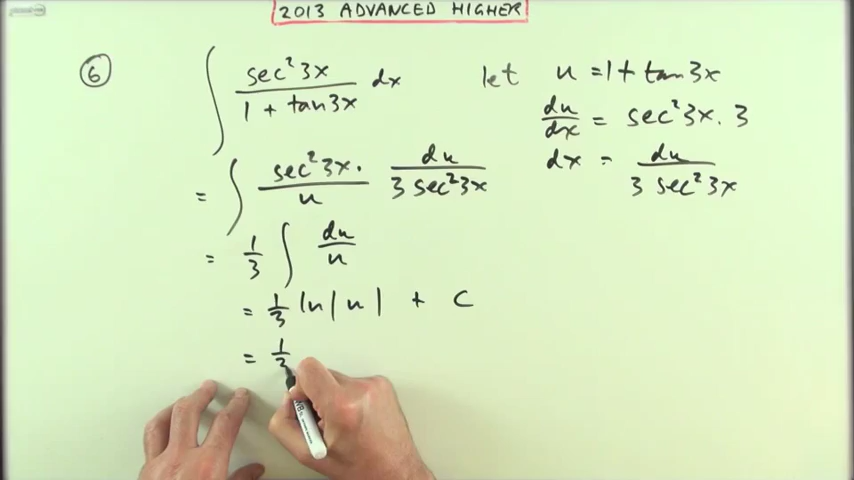 2013 ADVANCED HIGHER
6 ∫ sec²3x / 1 + tan3x dx let u = 1 + tan3x
du/dx = sec²3x . 3
dx = du / 3 sec²3x
= ∫ sec²3x . / u du / 3 sec²3x
= 1/3 ∫ du / u
= 1/3 ln|u| + C
= 1/3